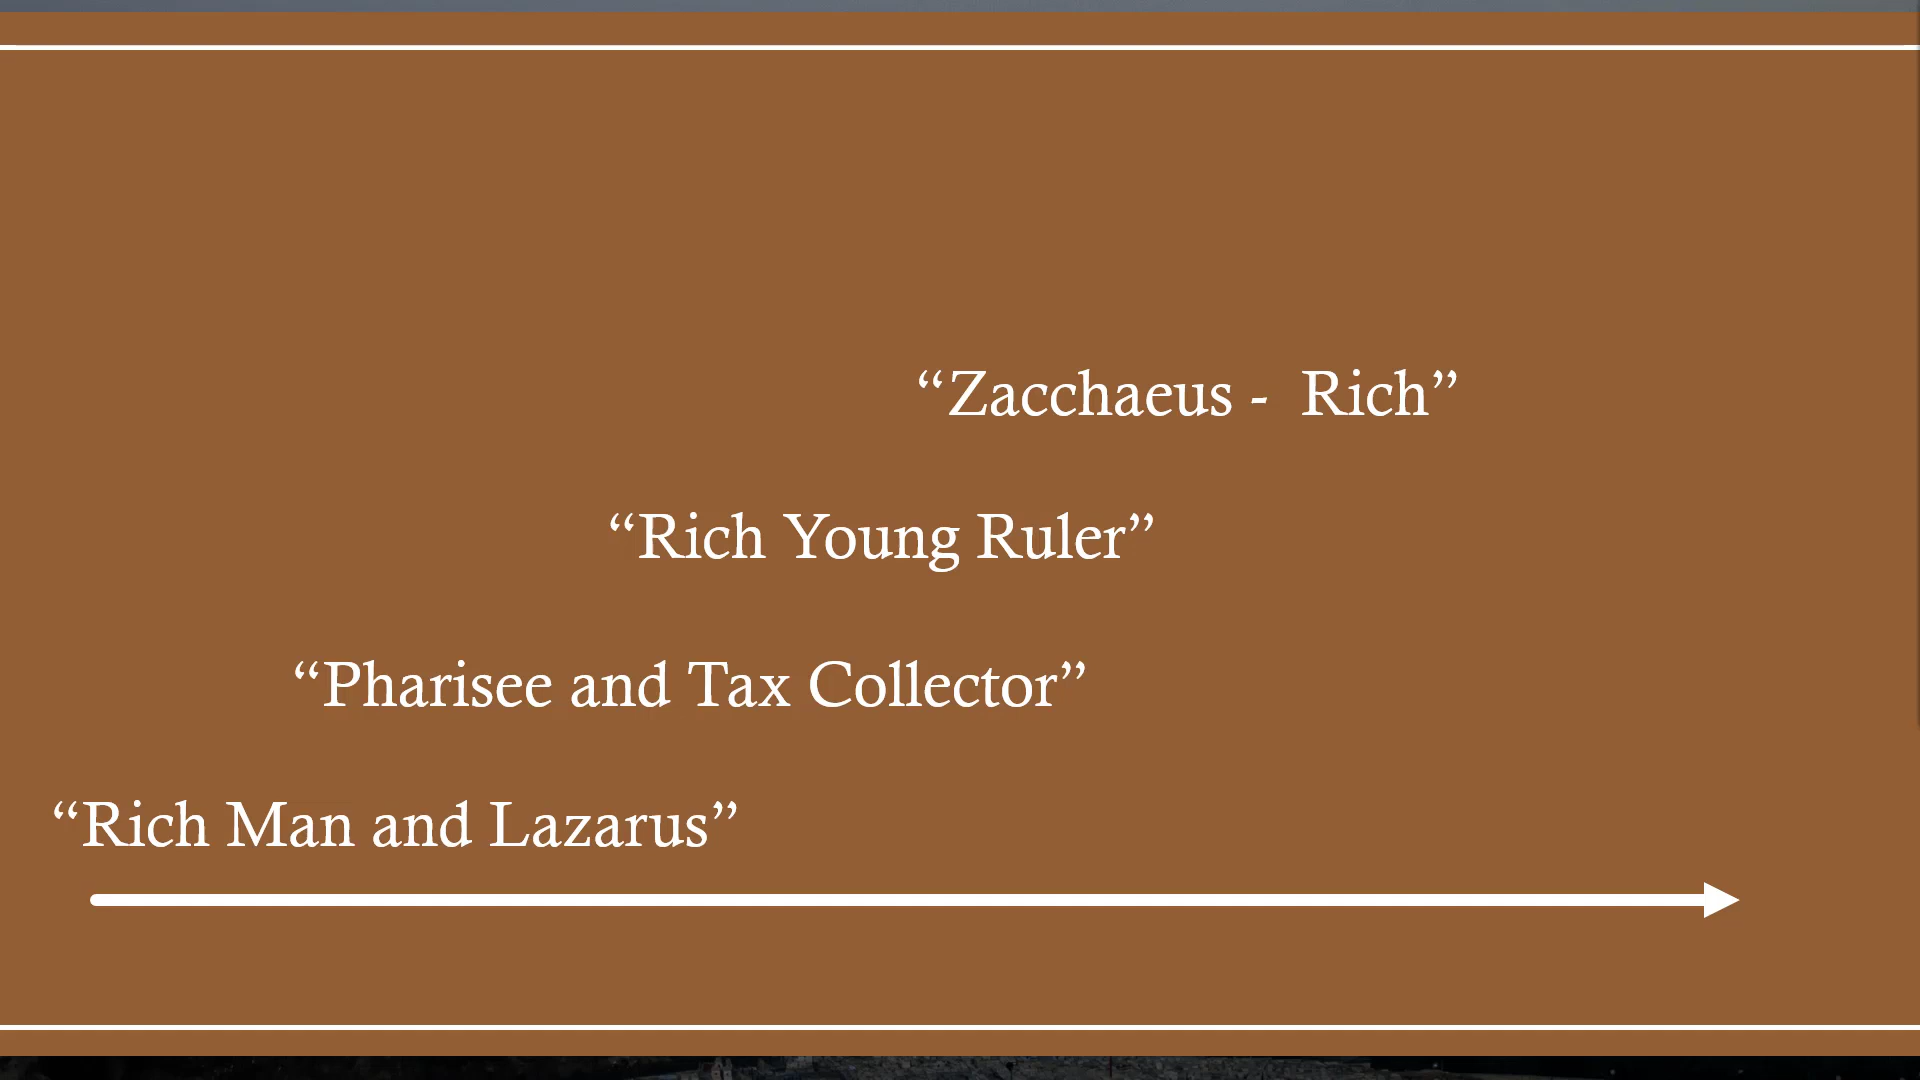 “Zacchaeus -  Rich”
“Rich Young Ruler”
“Pharisee and Tax Collector”
“Rich Man and Lazarus”